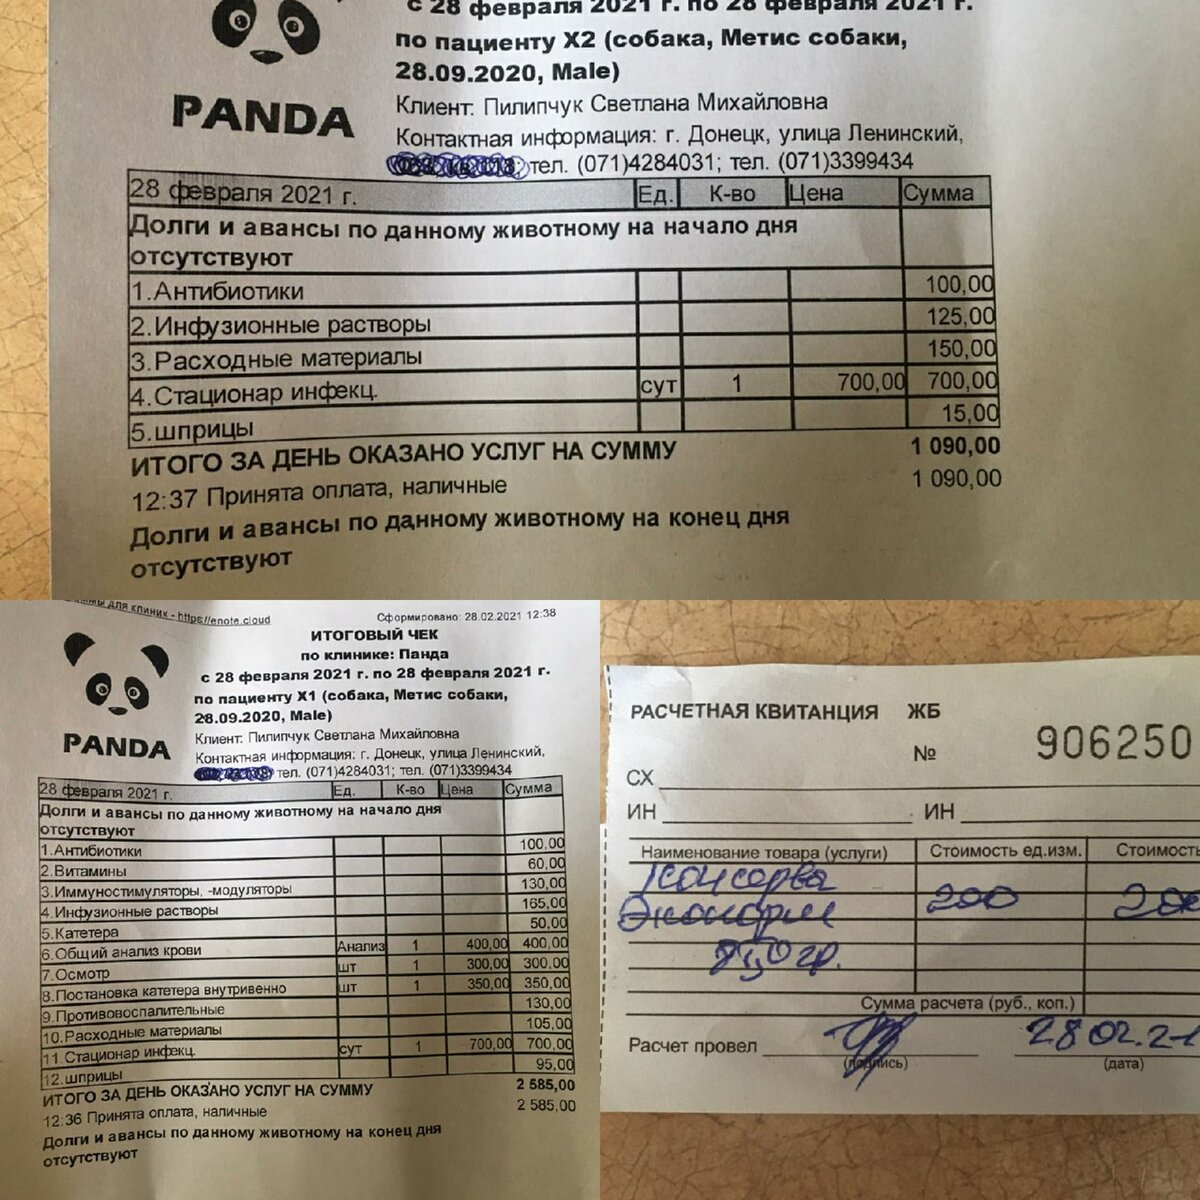 с 28 февраля 2021 г. по 28 февраля 2021 г.
по пациенту X2 (собака, Метис собаки,
28.09.2020, Male)
PANDA
Клиент: Пилипчук Светлана Михайловна
Контактная информация: г. Донецк, улица Ленинский,
тел. (071)4284031; тел. (071)3399434
28 февраля 2021 г. Ед. К-во Цена Сумма
Долги и авансы по данному животному на начало дня
отсутствуют
1.Антибиотики 100,00
2.Инфузионные растворы 125,00
3.Расходные материалы 150,00
4.Стационар инфекц. сут 1 700,00 700,00
5.шприцы 15,00
ИТОГО ЗА ДЕНЬ ОКАЗАНО УСЛУГ НА СУММУ 1 090,00
12:37 Принята оплата, наличные 1 090,00
Долги и авансы по данному животному на конец дня
отсутствуют
для клиник - https://enote.cloud Сформировано: 28.02.2021 12:38
ИТОГОВЫЙ ЧЕК
по клинике: Панда
с 28 февраля 2021 г. по 28 февраля 2021 г.
по пациенту X1 (собака, Метис собаки,
28.09.2020, Male)
PANDA
Клиент: Пилипчук Светлана Михайловна
Контактная информация: г. Донецк, улица Ленинский,
тел. (071)4284031; тел. (071)3399434
28 февраля 2021 г. Ед. К-во Цена Сумма
Долги и авансы по данному животному на начало дня
отсутствуют
1.Антибиотики 100,00
2.Витамины 60,00
3.Иммуностимуляторы, -модуляторы 130,00
4.Инфузионные растворы 165,00
5.Катетера 50,00
6.Общий анализ крови Анализ 1 400,00 400,00
7.Осмотр шт 1 300,00 300,00
8.Постановка катетера внутривенно шт 1 350,00 350,00
9.Противовоспалительные 130,00
10.Расходные материалы 105,00
11.Стационар инфекц. сут 1 700,00 700,00
12.шприцы 95,00
ИТОГО ЗА ДЕНЬ ОКАЗАНО УСЛУГ НА СУММУ 2 585,00
12:36 Принята оплата, наличные 2 585,00
Долги и авансы по данному животному на конец дня
отсутствуют
РАСЧЕТНАЯ КВИТАНЦИЯ ЖБ
№ 906250
СХ
ИН ИН
Наименование товара (услуги) Стоимость ед.изм. Стоимость
Консерва
Эконорм 200
гр.
Сумма расчета (руб., коп.)
Расчет провел 28.02.21
(подпись) (дата)